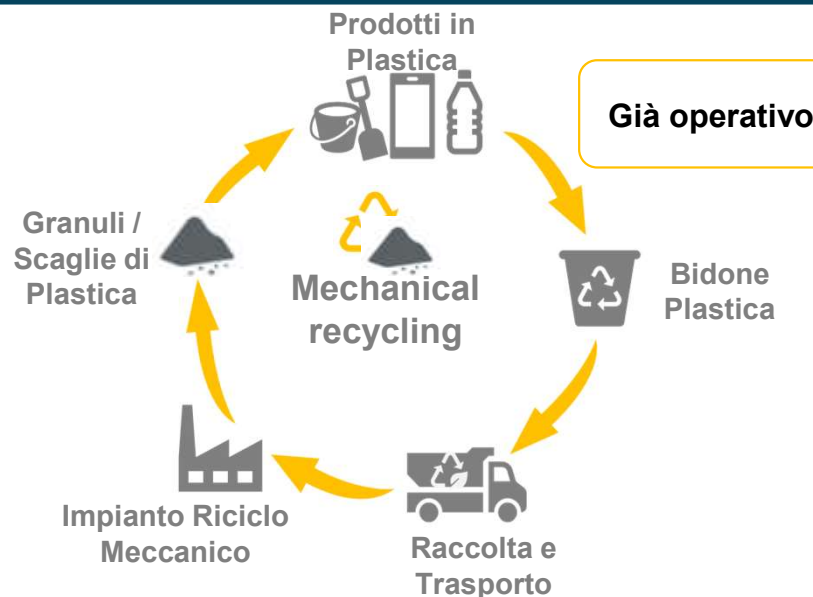 Prodotti in
Plastica
Già operativo
Granuli /
Scaglie di
Plastica
Mechanical
recycling
Bidone
Plastica
Impianto Riciclo
Meccanico
Raccolta e
Trasporto